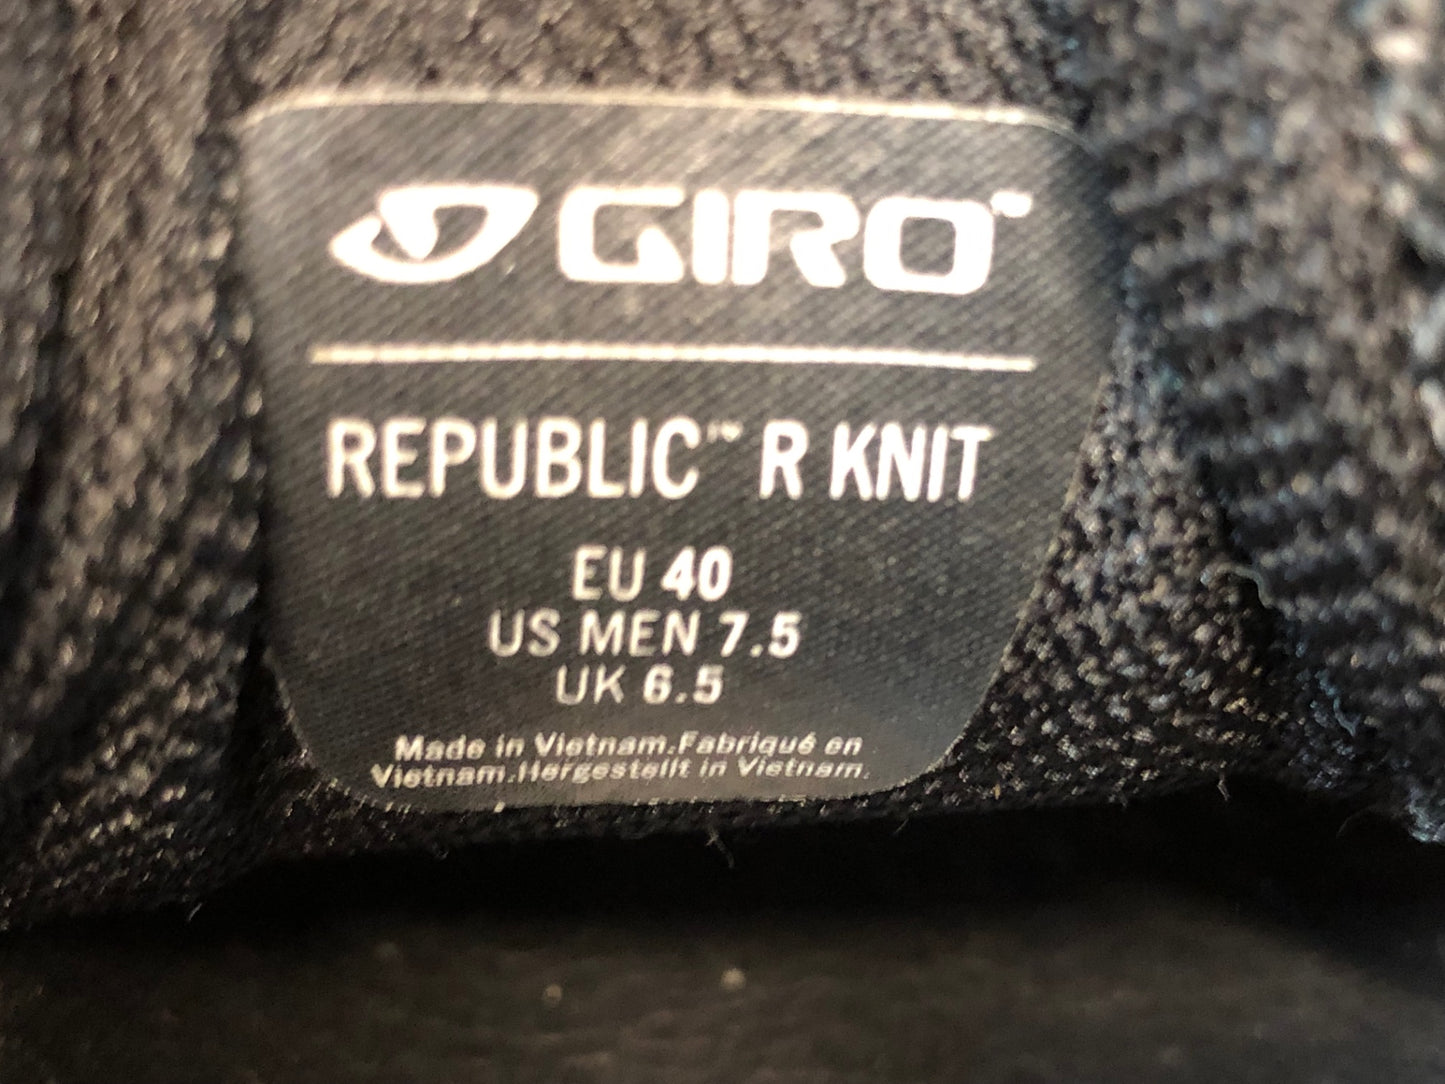 GIRO™
REPUBLIC™ R KNIT
EU 40
US MEN 7.5
UK 6.5
Made in Vietnam.Fabriqué en
Vietnam.Hergestellt in Vietnam.